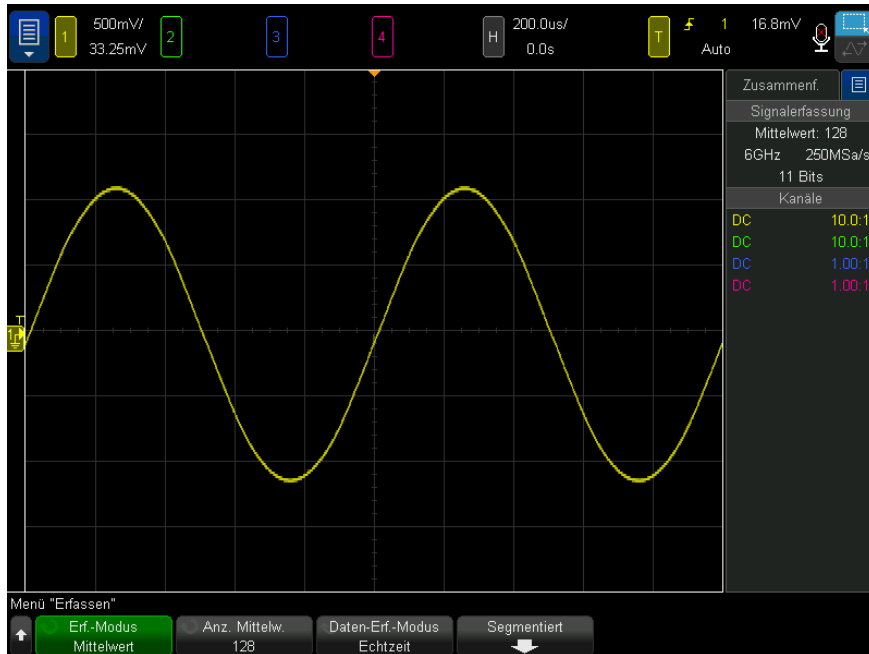 1 500mV/ 2 3 4 H 200.0us/ T 1 16.8mV
33.25mV 0.0s Auto
Zusammenf.
Signalerfassung
Mittelwert: 128
6GHz 250MSa/s
11 Bits
Kanäle
DC 10.0:1
DC 10.0:1
DC 1.00:1
DC 1.00:1
T
1
Menü "Erfassen"
Erf.-Modus Anz. Mittelw. Daten-Erf.-Modus Segmentiert
Mittelwert 128 Echtzeit